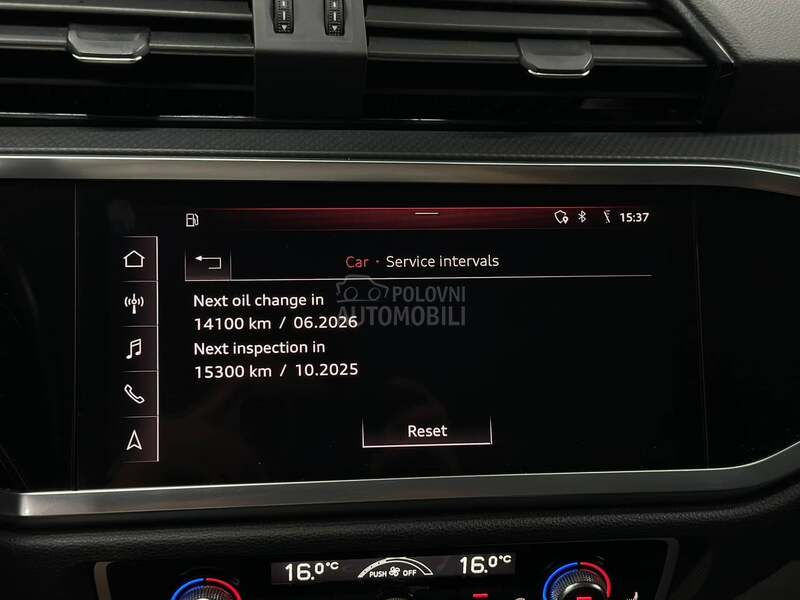 15:37
Car · Service intervals
Next oil change in
14100 km / 06.2026
Next inspection in
15300 km / 10.2025
POLOVNI
AUTOMOBILI
Reset
16.0°C PUSH OFF 16.0°C